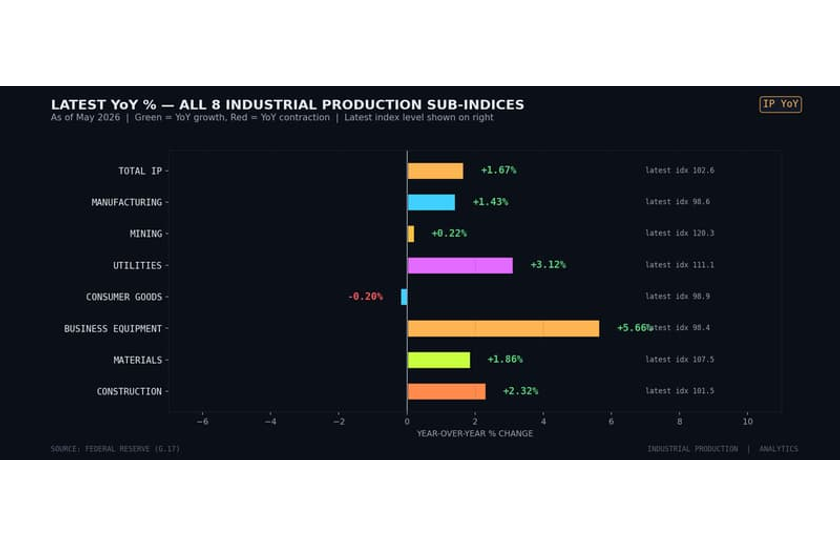 LATEST YoY % — ALL 8 INDUSTRIAL PRODUCTION SUB-INDICES
IP YoY
As of May 2026 | Green = YoY growth, Red = YoY contraction | Latest index level shown on right
TOTAL IP +1.67% latest idx 102.6
MANUFACTURING +1.43% latest idx 98.6
MINING +0.22% latest idx 120.3
UTILITIES +3.12% latest idx 111.1
CONSUMER GOODS -0.20% latest idx 98.9
BUSINESS EQUIPMENT +5.66% latest idx 98.4
MATERIALS +1.86% latest idx 107.5
CONSTRUCTION +2.32% latest idx 101.5
−6 −4 −2 0 2 4 6 8 10
YEAR-OVER-YEAR % CHANGE
SOURCE: FEDERAL RESERVE (G.17) INDUSTRIAL PRODUCTION | ANALYTICS